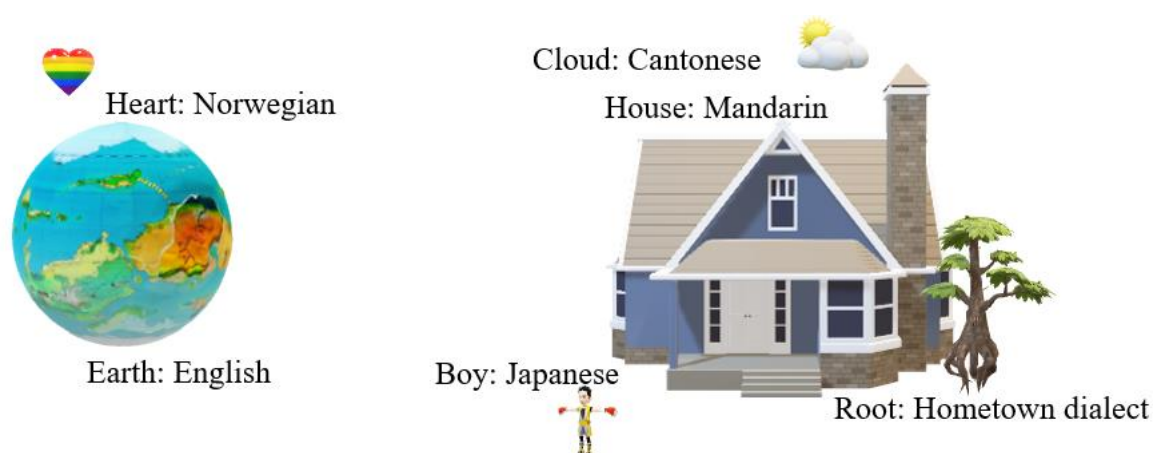 Cloud: Cantonese
Heart: Norwegian
House: Mandarin
Earth: English
Boy: Japanese
Root: Hometown dialect